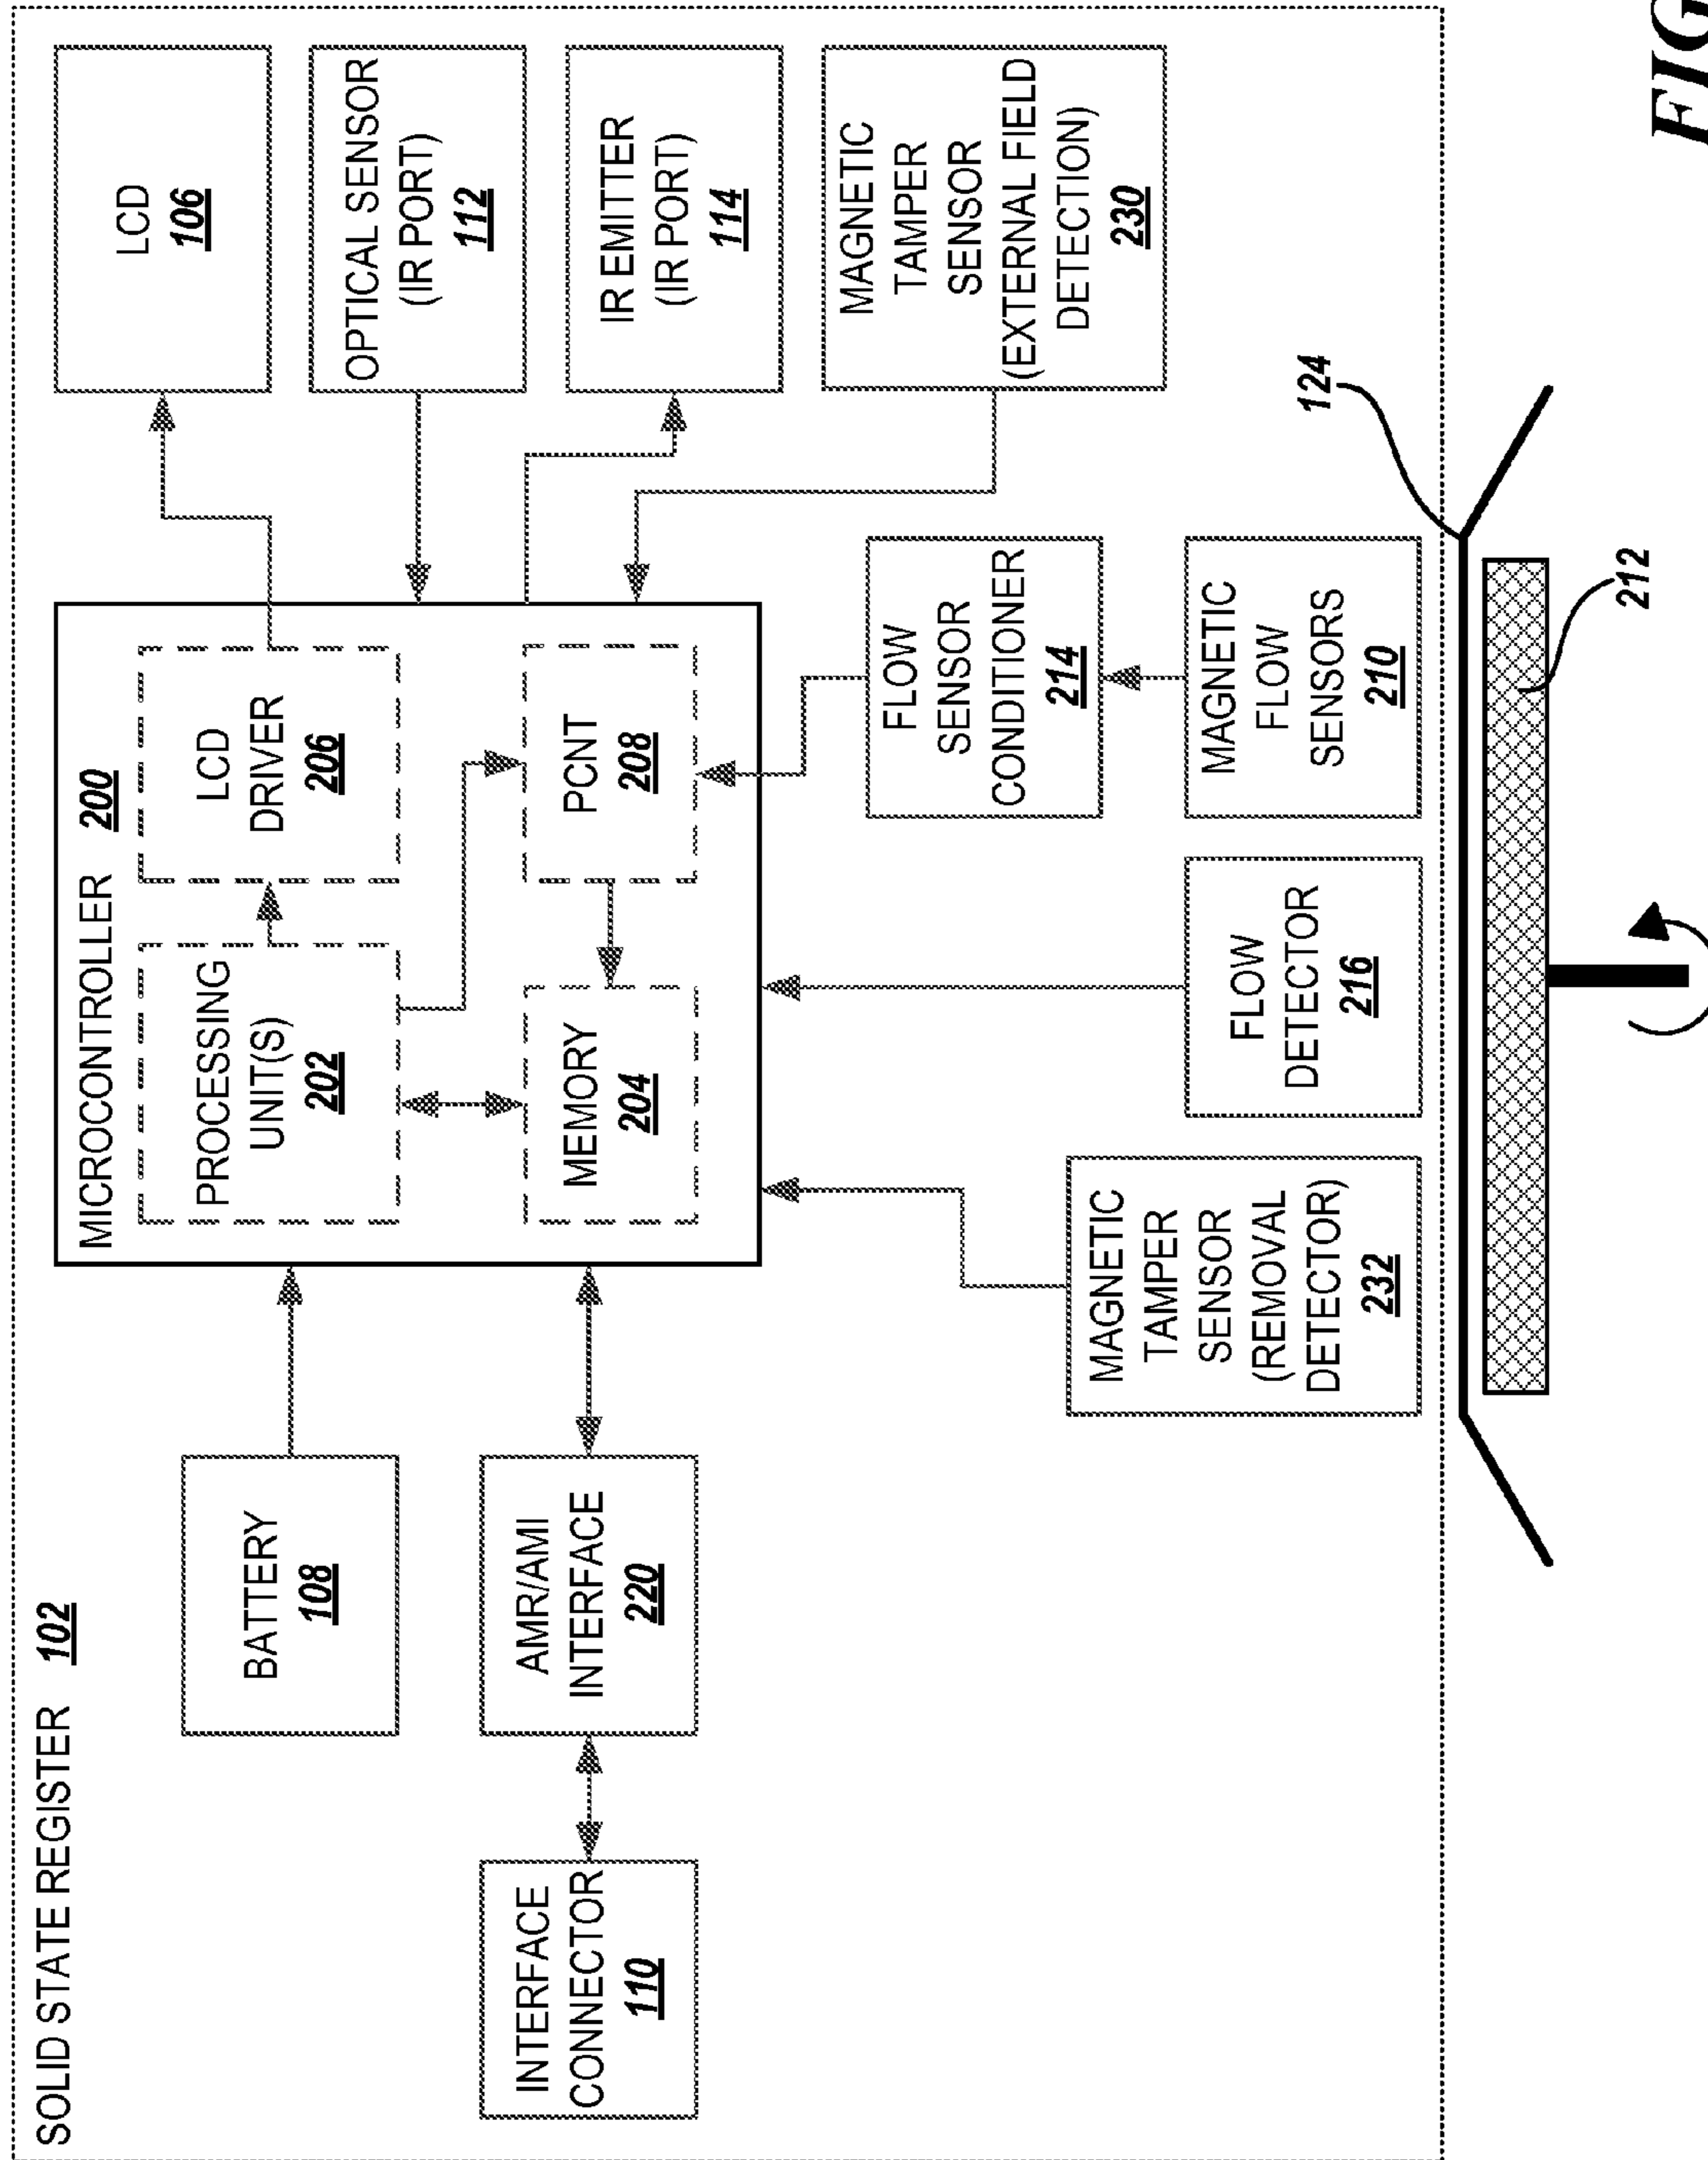 SOLID STATE REGISTER 102
MICROCONTROLLER 200
BATTERY
108
PROCESSING
UNIT(S)
202
LCD
DRIVER
206
LCD
106
OPTICAL SENSOR
(IR PORT)
112
INTERFACE
CONNECTOR
110
AMR/AMI
INTERFACE
220
MEMORY
204
PCNT
208
IR EMITTER
(IR PORT)
114
MAGNETIC
TAMPER
SENSOR
(EXTERNAL FIELD
DETECTION)
230
FLOW
SENSOR
CONDITIONER
214
MAGNETIC
TAMPER
SENSOR
(REMOVAL
DETECTOR)
232
FLOW
DETECTOR
216
MAGNETIC
FLOW
SENSORS
210
124
212
FIG